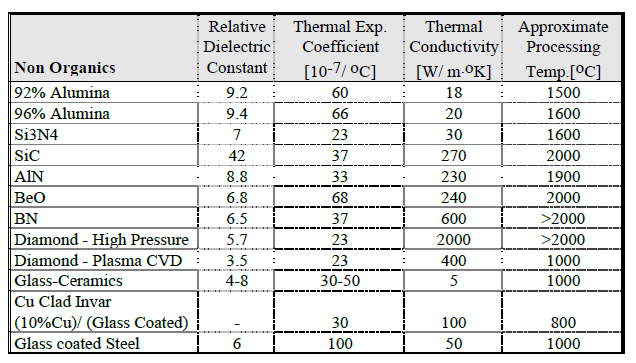 Relative Thermal Exp. Thermal Approximate
Dielectric Coefficient Conductivity Processing
Non Organics Constant [10-7/ ºC] [W/ m.ºK] Temp.[ºC]
92% Alumina 9.2 60 18 1500
96% Alumina 9.4 66 20 1600
Si3N4 7 23 30 1600
SiC 42 37 270 2000
AlN 8.8 33 230 1900
BeO 6.8 68 240 2000
BN 6.5 37 600 >2000
Diamond - High Pressure 5.7 23 2000 >2000
Diamond - Plasma CVD 3.5 23 400 1000
Glass-Ceramics 4-8 30-50 5 1000
Cu Clad Invar
(10%Cu)/ (Glass Coated) - 30 100 800
Glass coated Steel 6 100 50 1000